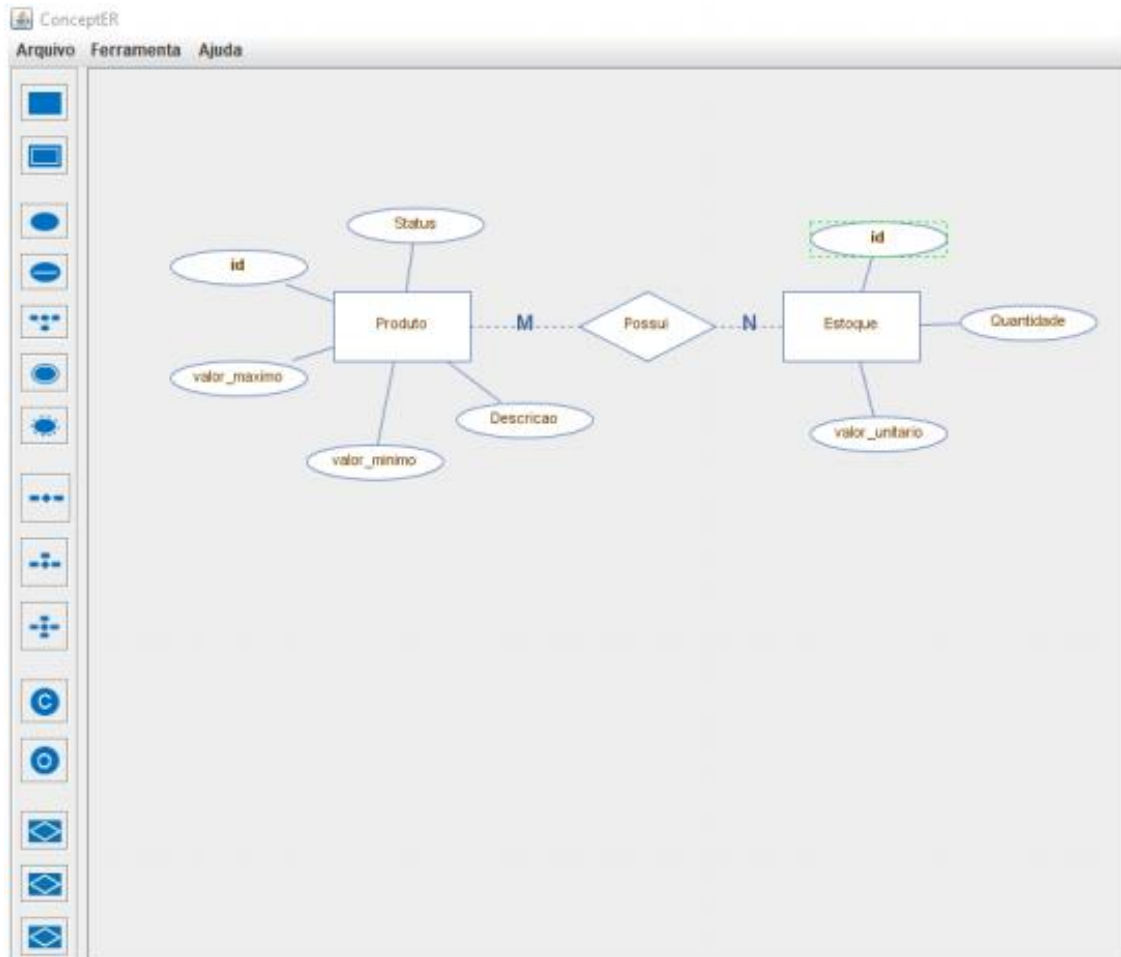 ConceptER
Arquivo Ferramenta Ajuda
Status
id
id
Produto
M
Possui
N
Estoque
Quantidade
valor_maximo
Descricao
valor_unitario
valor_minimo
C
O